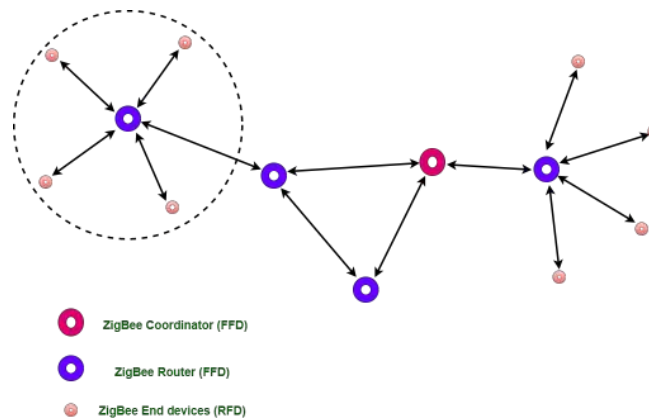 ZigBee Coordinator (FFD)
ZigBee Router (FFD)
ZigBee End devices (RFD)